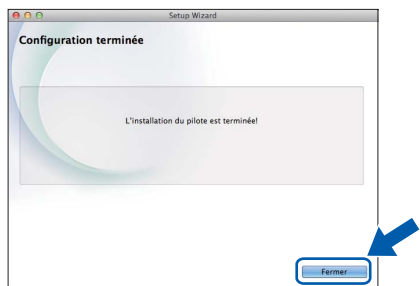 Setup Wizard
Configuration terminée
L'installation du pilote est terminée!
Fermer